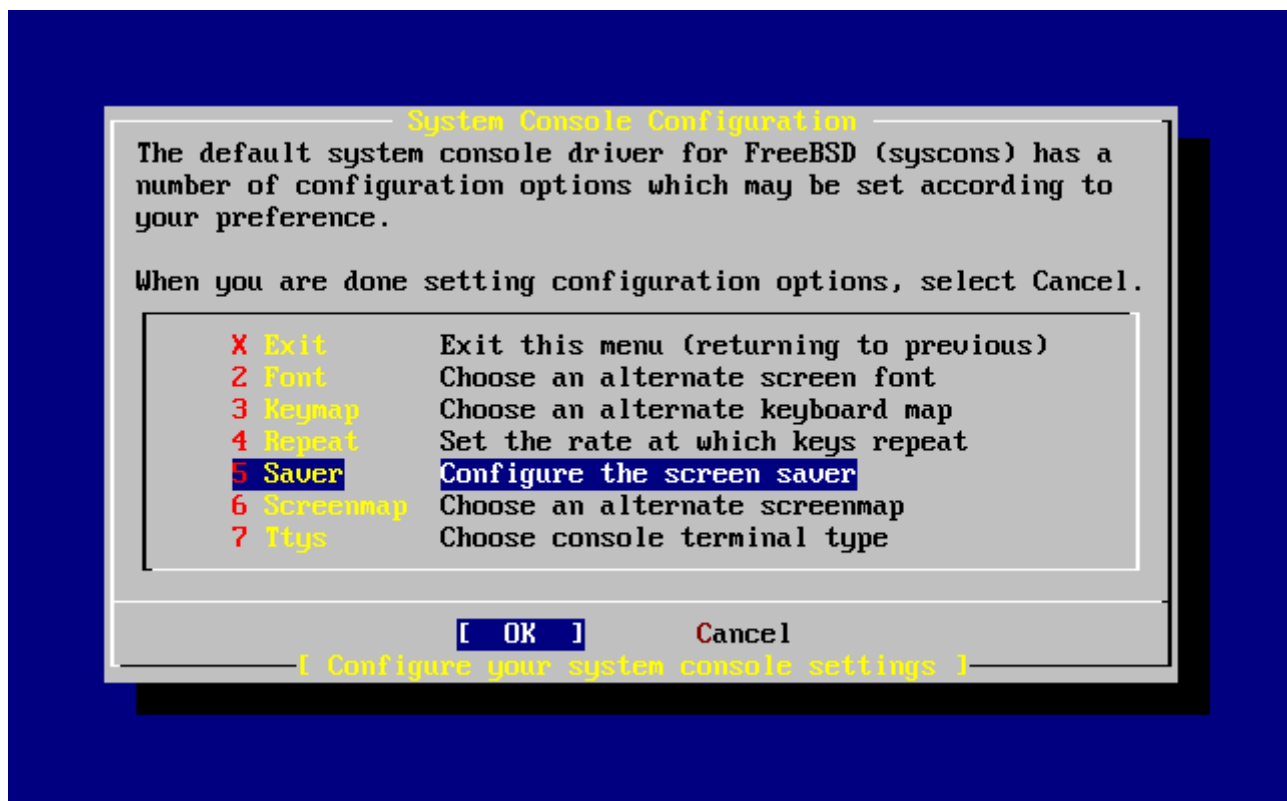 System Console Configuration
The default system console driver for FreeBSD (syscons) has a
number of configuration options which may be set according to
your preference.
When you are done setting configuration options, select Cancel.
X Exit Exit this menu (returning to previous)
2 Font Choose an alternate screen font
3 Keymap Choose an alternate keyboard map
4 Repeat Set the rate at which keys repeat
5 Saver Configure the screen saver
6 Screenmap Choose an alternate screenmap
7 Ttys Choose console terminal type
[ OK ] Cancel
[ Configure your system console settings ]